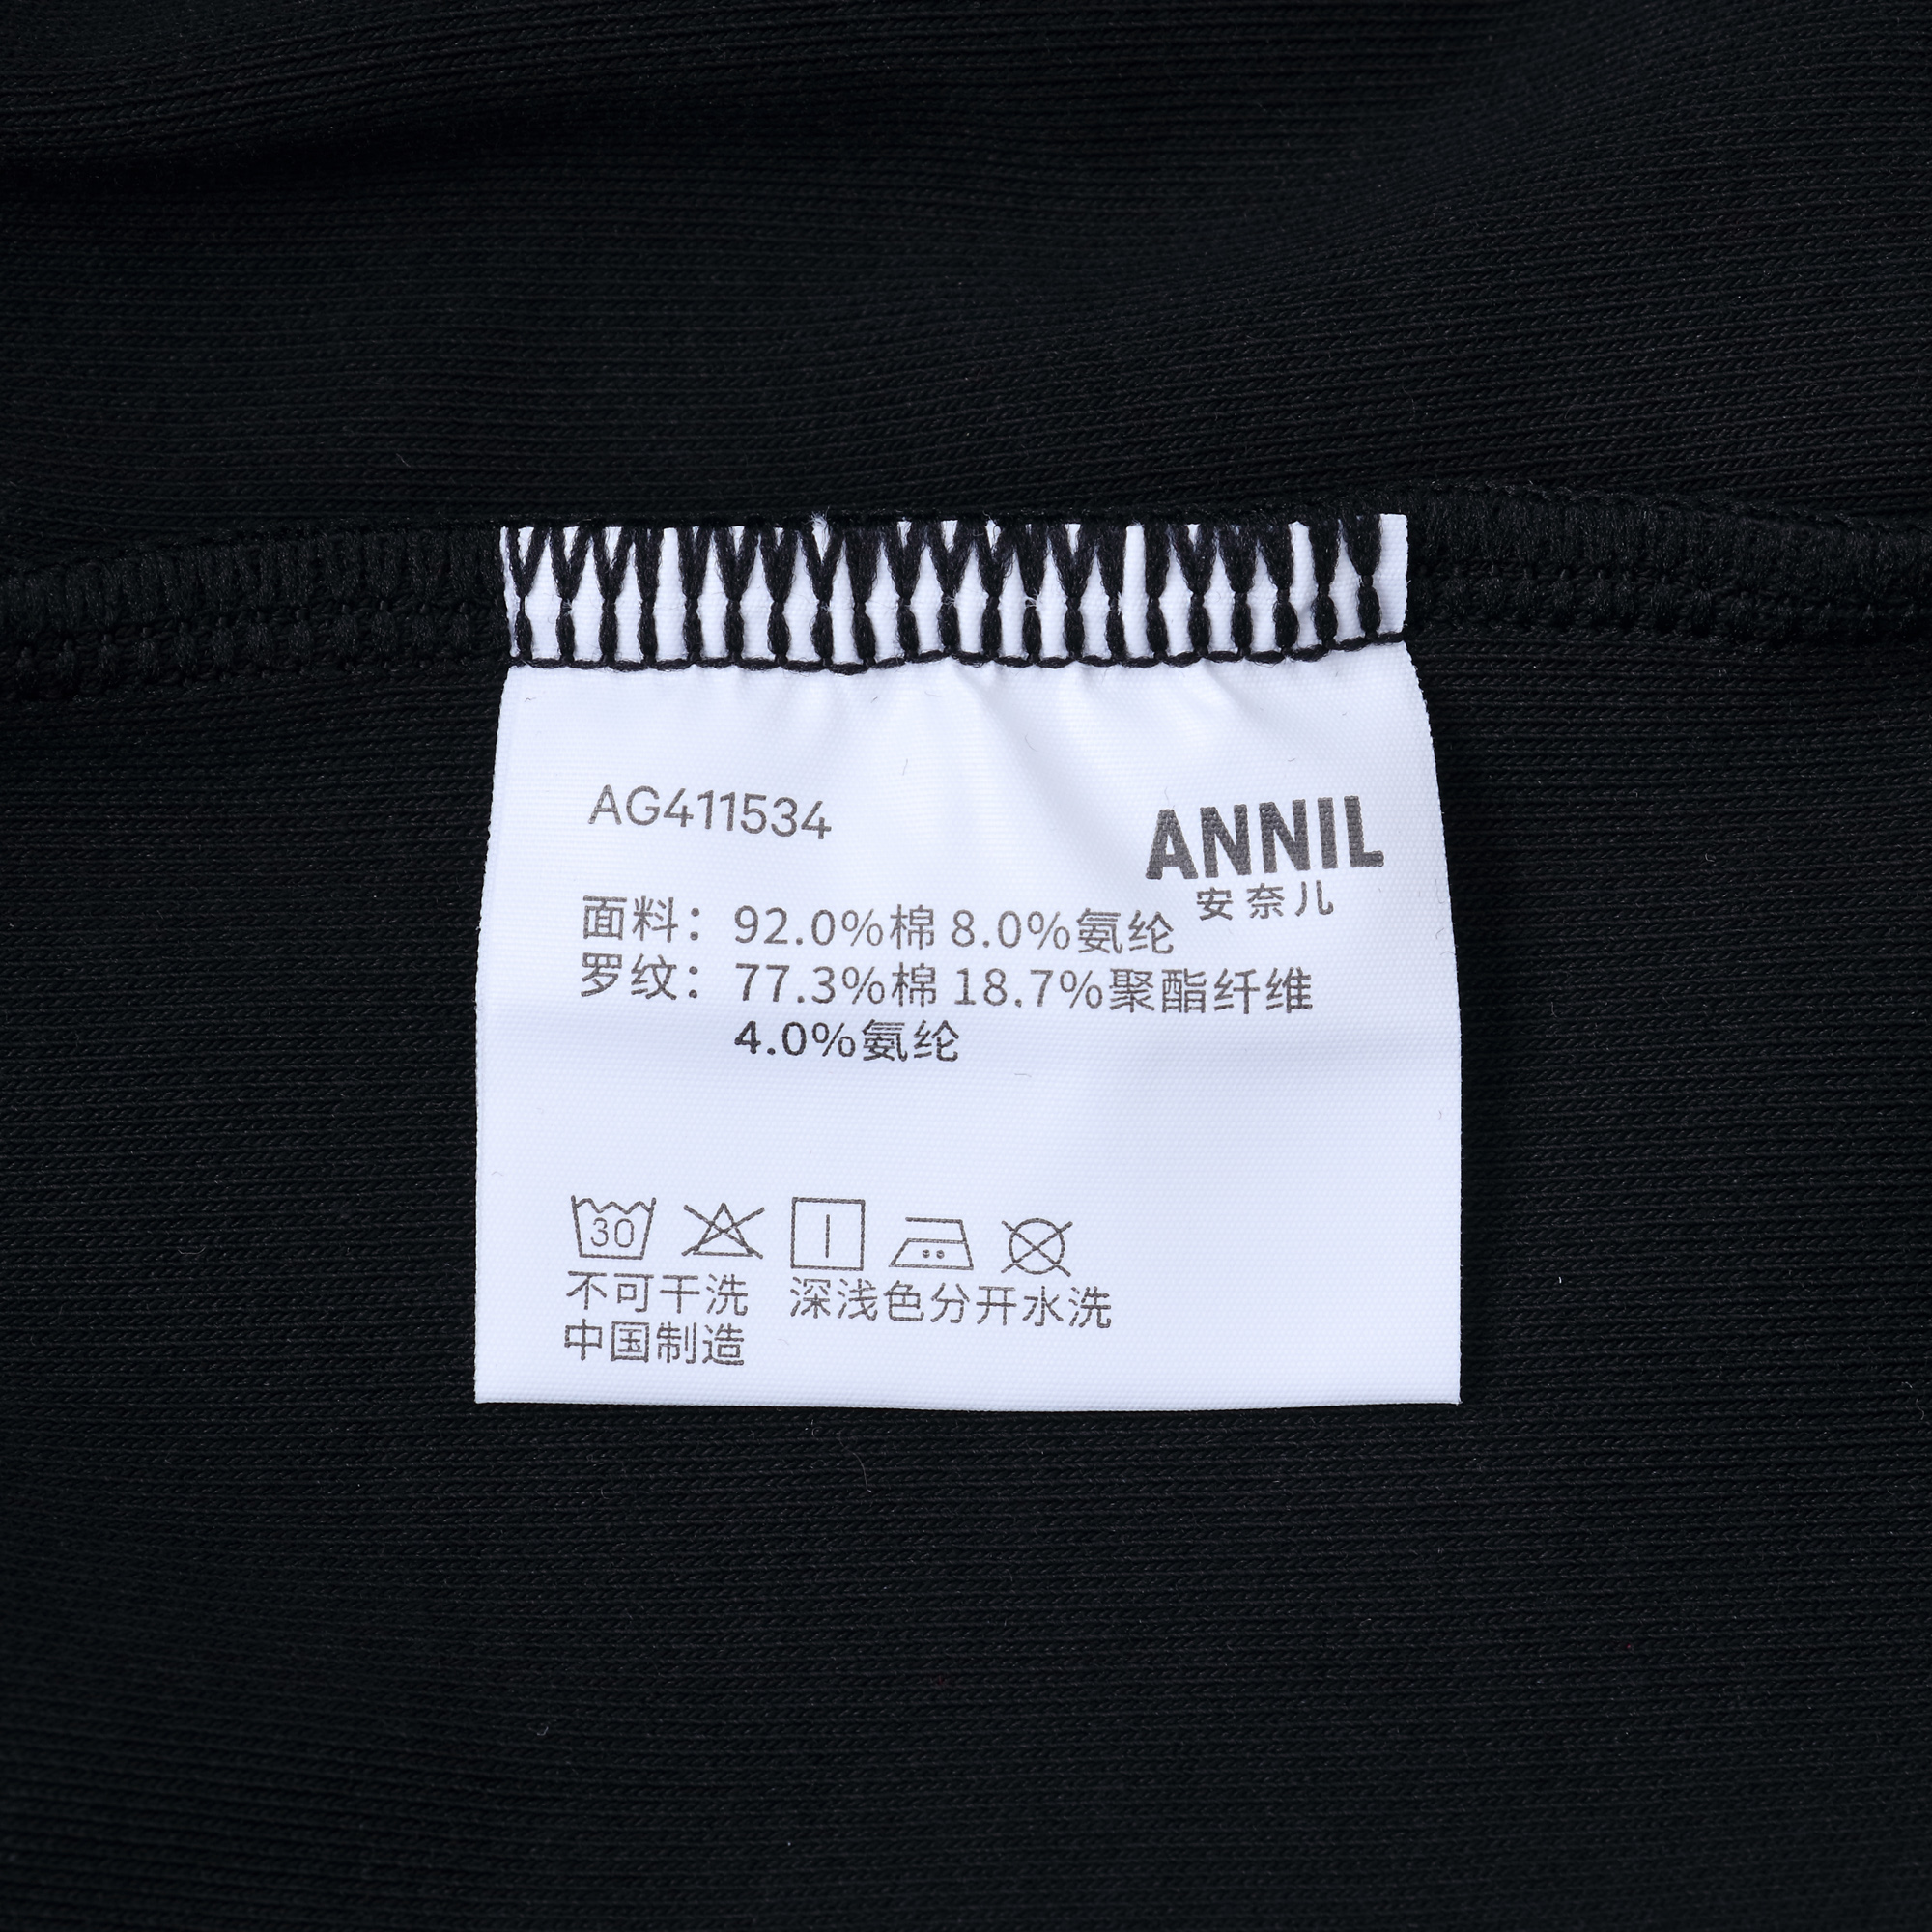 AG411534
ANNIL
安奈儿
面料：92.0%棉 8.0%氨纶
罗纹：77.3%棉 18.7%聚酯纤维
4.0%氨纶
30
不可干洗 深浅色分开水洗
中国制造